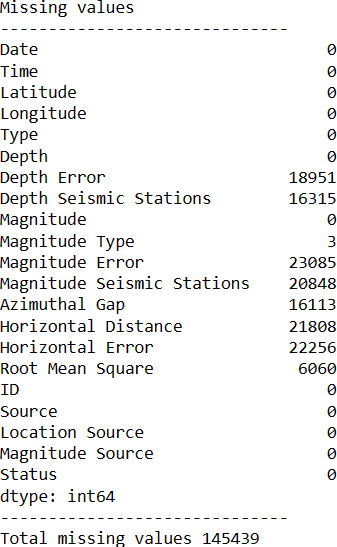 Missing values
------------------------------
Date                              0
Time                              0
Latitude                          0
Longitude                         0
Type                              0
Depth                             0
Depth Error                   18951
Depth Seismic Stations        16315
Magnitude                         0
Magnitude Type                    3
Magnitude Error               23085
Magnitude Seismic Stations    20848
Azimuthal Gap                 16113
Horizontal Distance           21808
Horizontal Error              22256
Root Mean Square               6060
ID                                0
Source                            0
Location Source                   0
Magnitude Source                  0
Status                            0
dtype: int64
------------------------------
Total missing values 145439